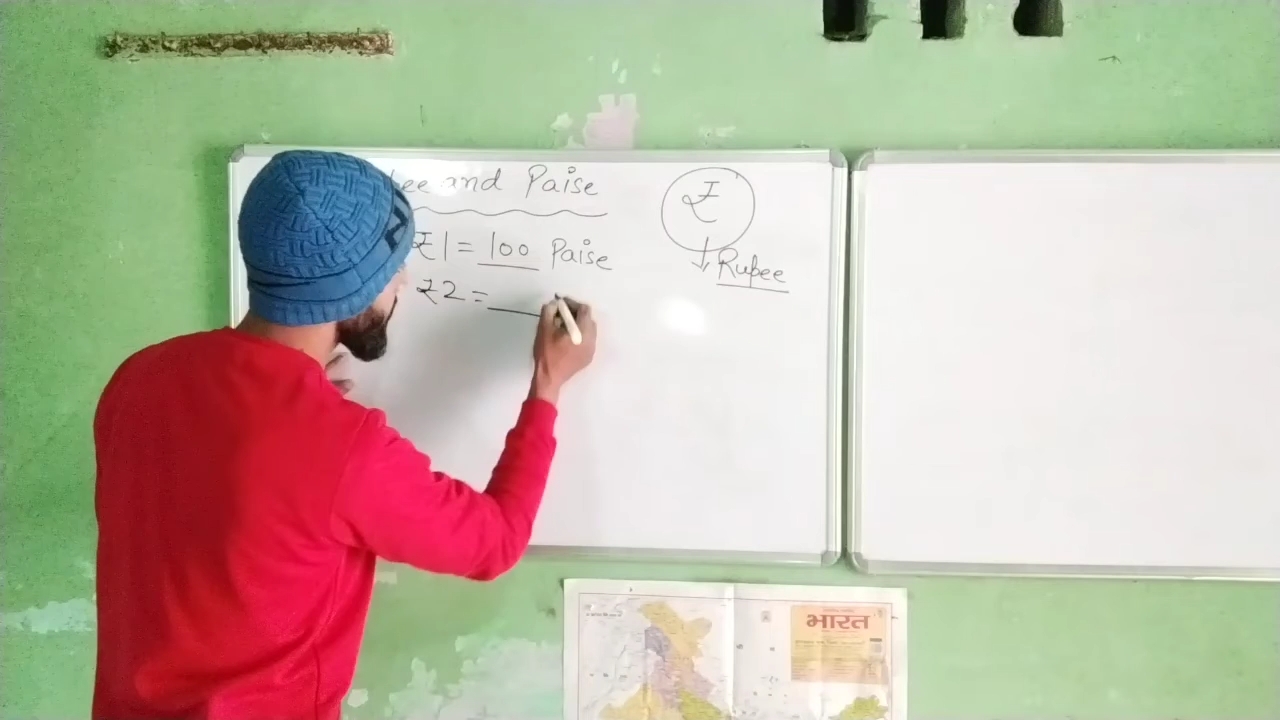 ee and Paise
₹1 = 100 Paise
₹2 =
₹
Rupee
भारत